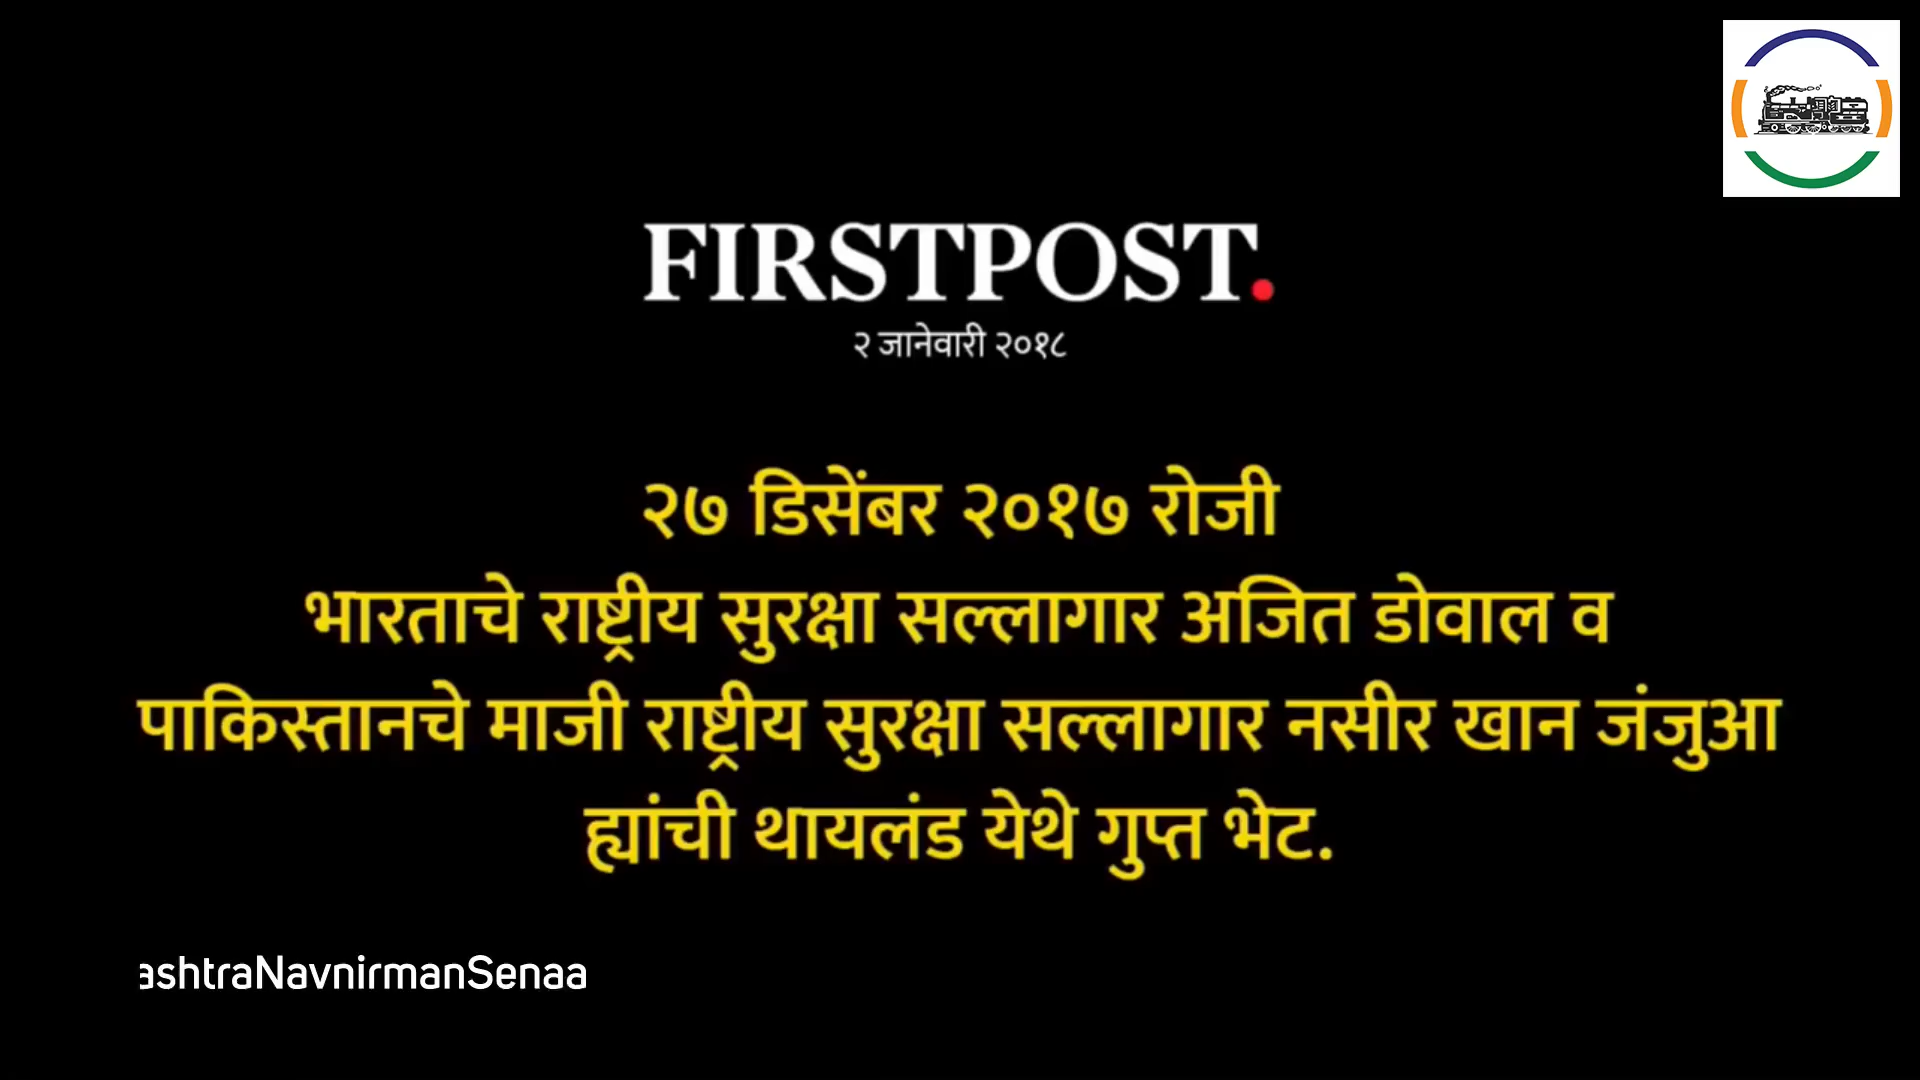 FIRSTPOST.
२ जानेवारी २०१८
२७ डिसेंबर २०१७ रोजी
भारताचे राष्ट्रीय सुरक्षा सल्लागार अजित डोवाल व
पाकिस्तानचे माजी राष्ट्रीय सुरक्षा सल्लागार नसीर खान जंजुआ
ह्यांची थायलंड येथे गुप्त भेट.
ashtraNavnirmanSenaa